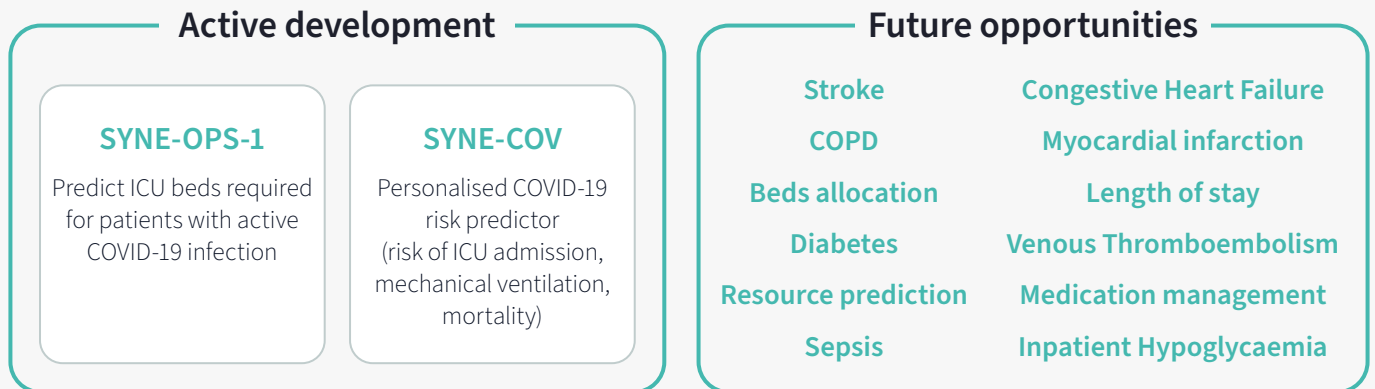 Active development
SYNE-OPS-1
Predict ICU beds required
for patients with active
COVID-19 infection
SYNE-COV
Personalised COVID-19
risk predictor
(risk of ICU admission,
mechanical ventilation,
mortality)
Future opportunities
Stroke
COPD
Beds allocation
Diabetes
Resource prediction
Sepsis
Congestive Heart Failure
Myocardial infarction
Length of stay
Venous Thromboembolism
Medication management
Inpatient Hypoglycaemia